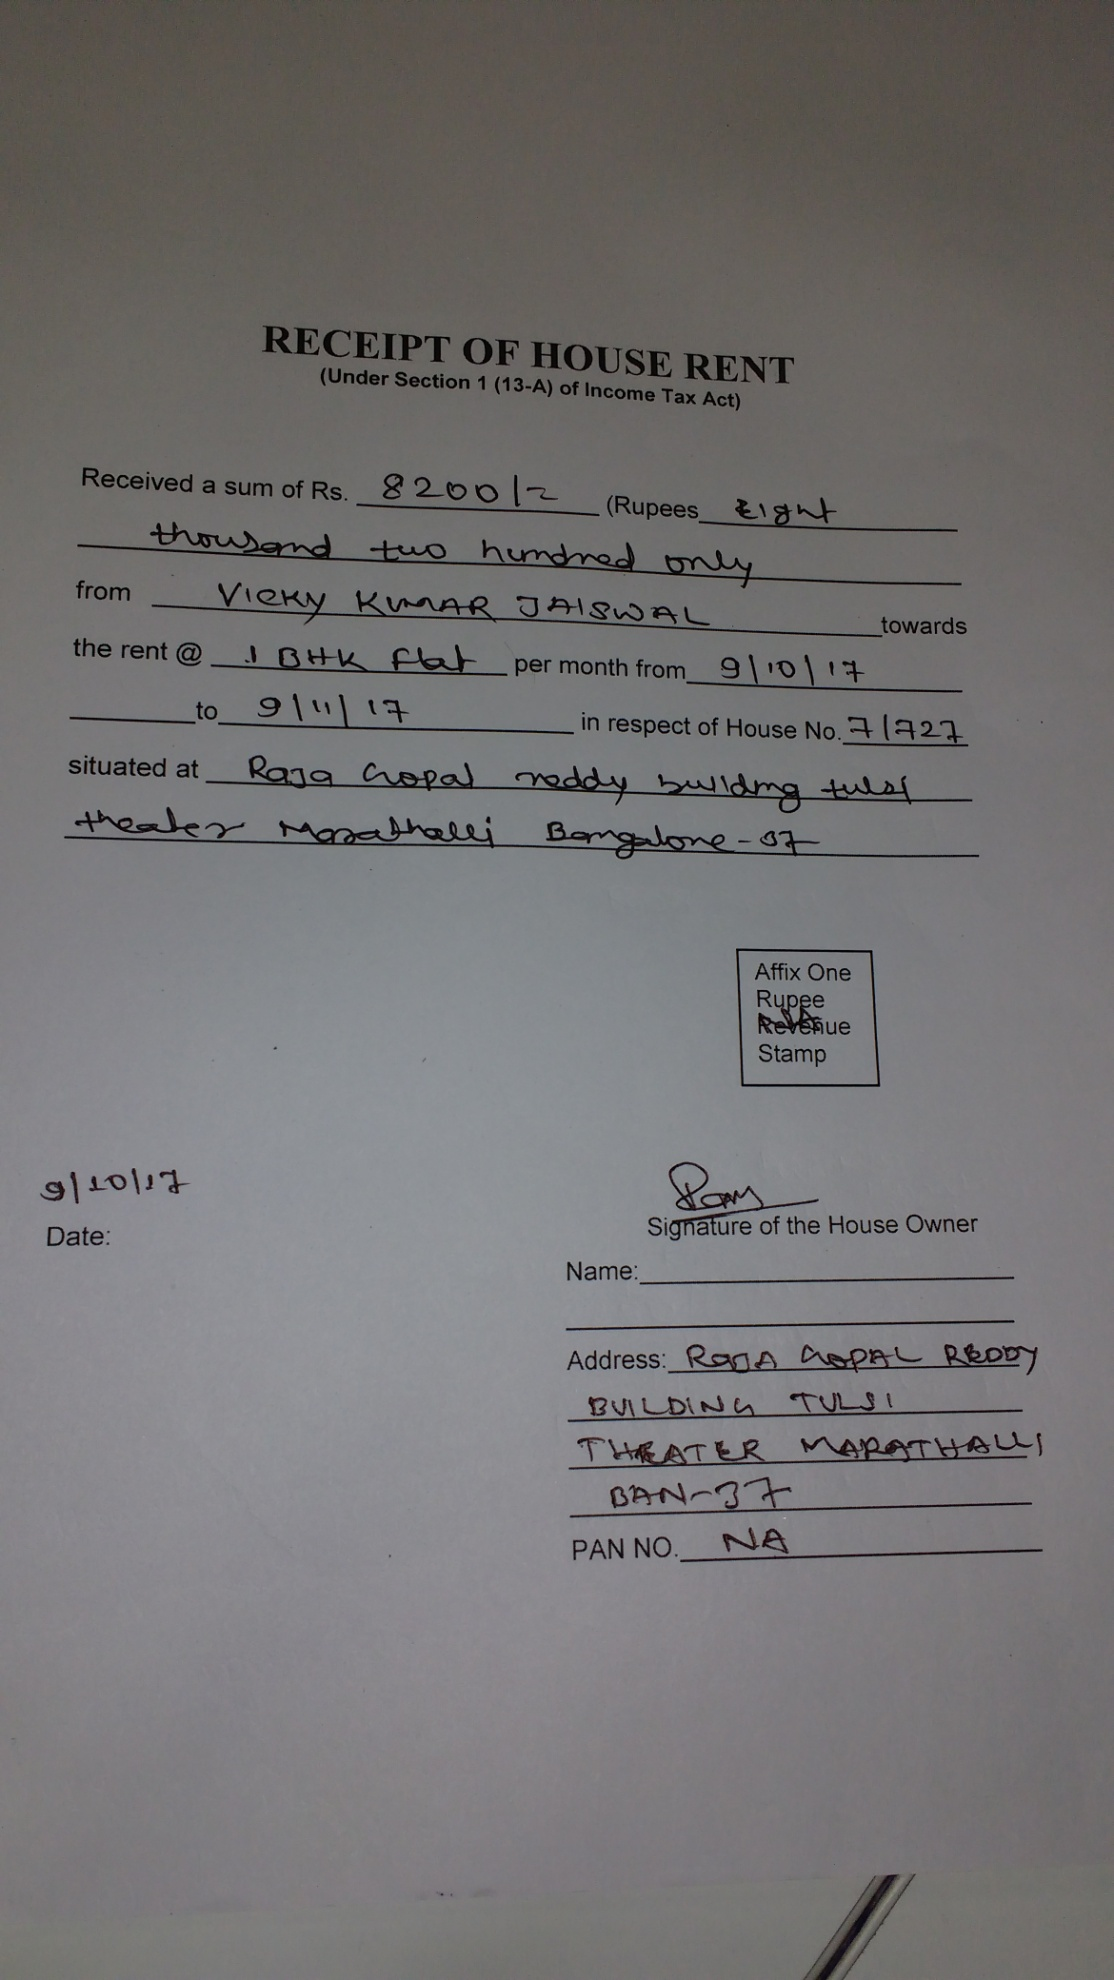 RECEIPT OF HOUSE RENT
(Under Section 1 (13-A) of Income Tax Act)
Received a sum of Rs. 8200/= (Rupees Eight
thousand two hundred only
from VICKY KUMAR JAISWAL towards
the rent @ 1 BHK Flat per month from 9/10/17
to 9/11/17 in respect of House No. 7/727
situated at Raja Gopal reddy building tulsi
theater Marathalli Bangalore-37
Affix One
Rupee
Revenue
Stamp
9/10/17
Date:
Signature of the House Owner
Name:
Address: RAJA GOPAL REDDY
BUILDING TULSI
THEATER MARATHALLI
BAN-37
PAN NO. NA